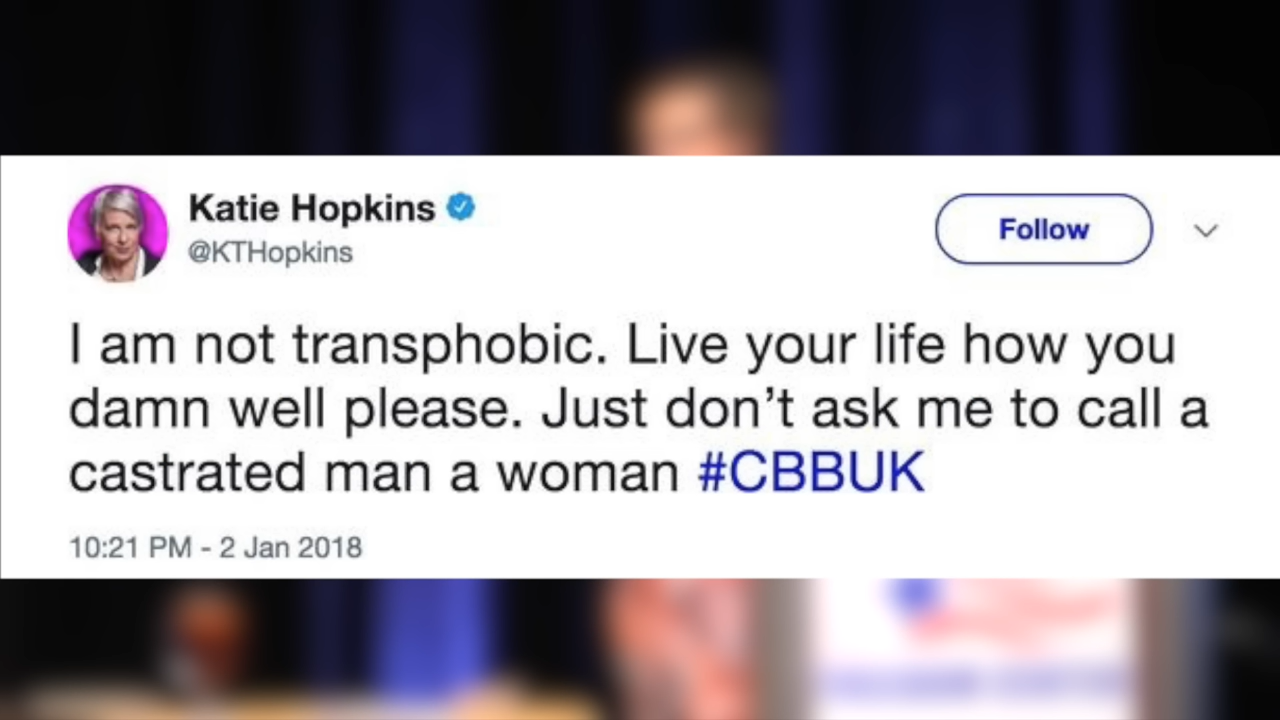 Katie Hopkins
@KTHopkins
Follow
I am not transphobic. Live your life how you
damn well please. Just don’t ask me to call a
castrated man a woman #CBBUK
10:21 PM - 2 Jan 2018